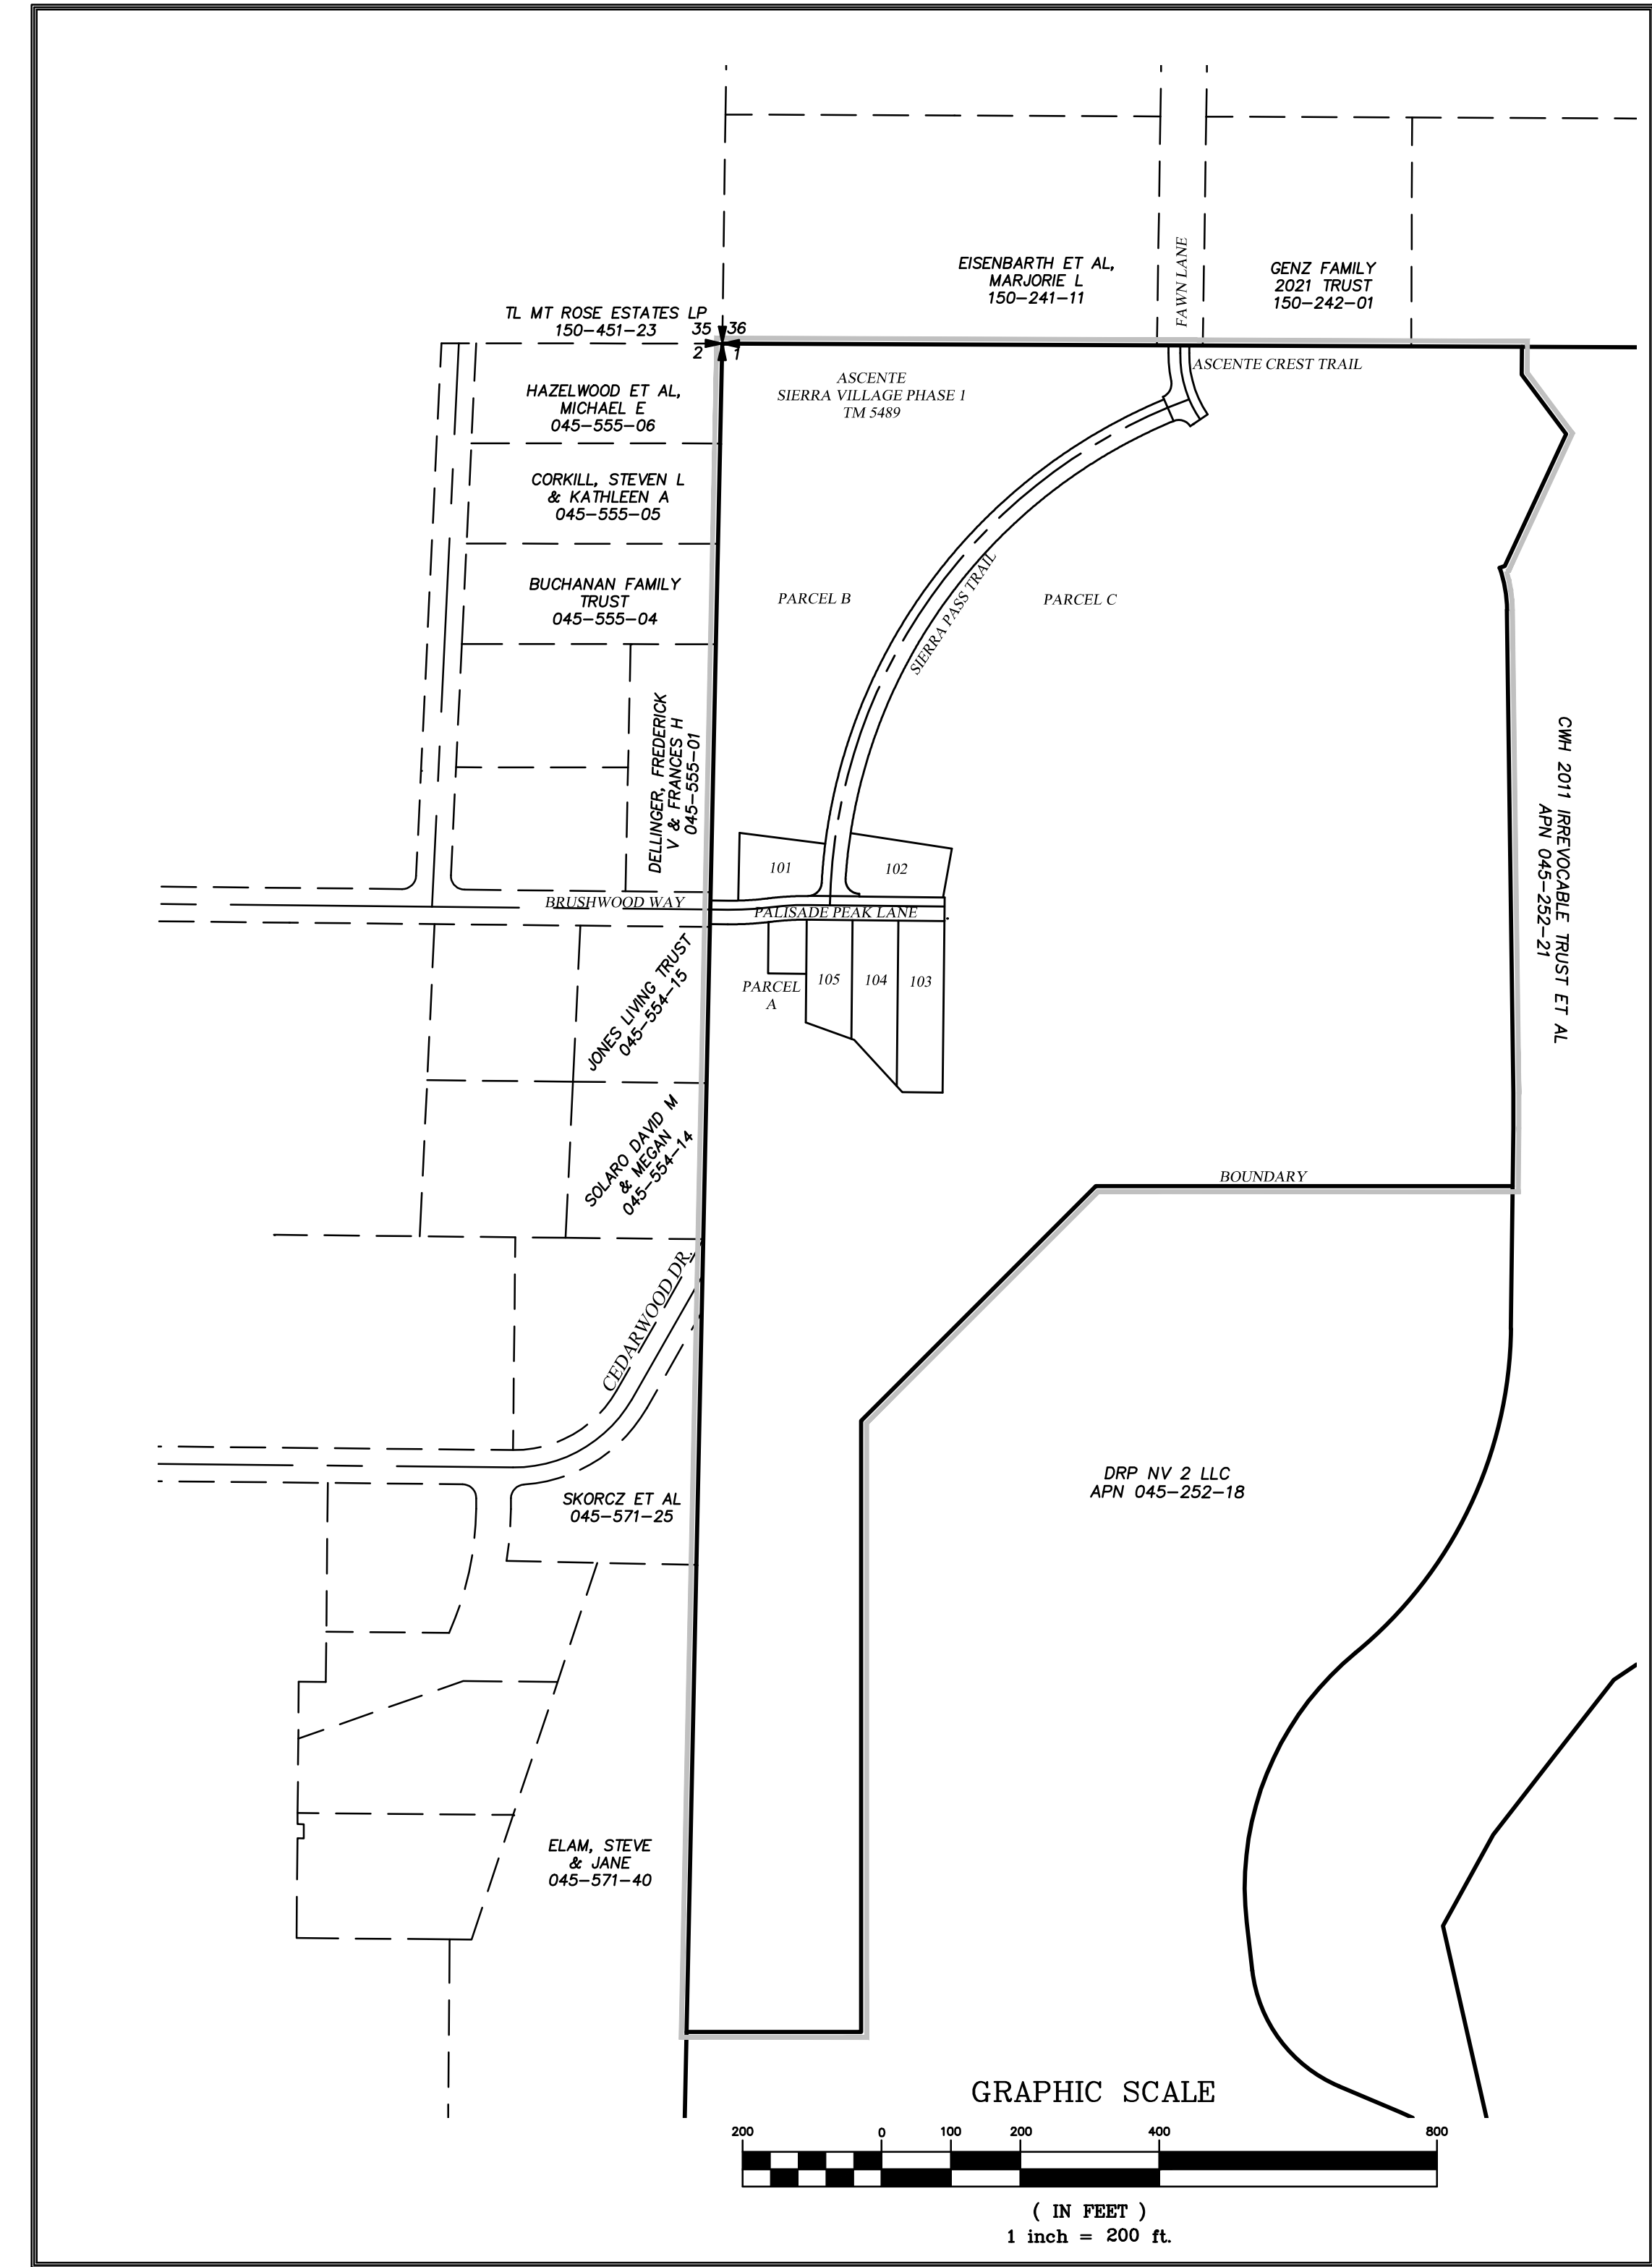 FAWN LANE
EISENBARTH ET AL,
MARJORIE L
150-241-11
GENZ FAMILY
2021 TRUST
150-242-01
TL MT ROSE ESTATES LP
150-451-23
35
36
2
1
ASCENTE CREST TRAIL
ASCENTE
SIERRA VILLAGE PHASE 1
TM 5489
HAZELWOOD ET AL,
MICHAEL E
045-555-06
CORKILL, STEVEN L
& KATHLEEN A
045-555-05
BUCHANAN FAMILY
TRUST
045-555-04
PARCEL B
SIERRA PASS TRAIL
PARCEL C
DELLINGER, FREDERICK
V & FRANCES H
045-555-01
CWH 2011 IRREVOCABLE TRUST ET AL
APN 045-252-21
101
102
BRUSHWOOD WAY
PALISADE PEAK LANE
JONES LIVING TRUST
045-554-15
PARCEL
A
105
104
103
SOLARO DAVID M
& MEGAN
045-554-14
BOUNDARY
CEDARWOOD DR.
DRP NV 2 LLC
APN 045-252-18
SKORCZ ET AL
045-571-25
ELAM, STEVE
& JANE
045-571-40
GRAPHIC SCALE
200 0 100 200 400 800
( IN FEET )
1 inch = 200 ft.